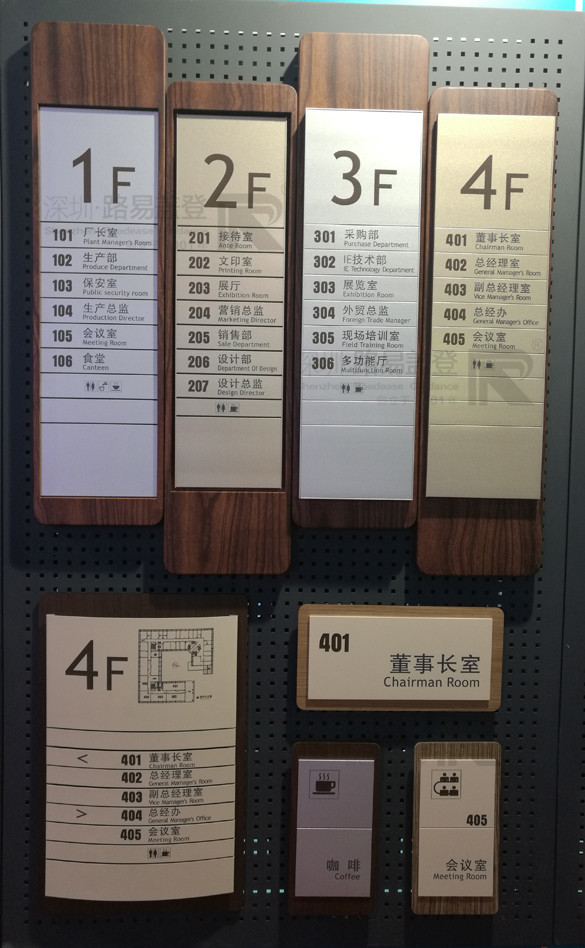 1F
101 厂长室
Plant Manager's Room
102 生产部
Produce Department
103 保安室
Public security room
104 生产总监
Production Director
105 会议室
Meeting Room
106 食堂
Canteen
2F
201 接待室
Ante Room
202 文印室
Printing Room
203 展厅
Exhibition Room
204 营销总监
Marketing Director
205 销售部
Sale Department
206 设计部
Department Of Design
207 设计总监
Design Director
3F
301 采购部
Purchase Department
302 IE技术部
IE Technology Department
303 展览室
Exhibition Room
304 外贸总监
Foreign Trade Manager
305 现场培训室
Field Training Room
306 多功能厅
Multifunction Room
4F
401 董事长室
Chairman Room
402 总经理室
General Manager's Room
403 副总经理室
Vice Manager's Room
404 总经办
General Manager's Office
405 会议室
Meeting Room
深圳·路易盖登
4F
< 401 董事长室
Chairman Room
402 总经理室
General Manager's Room
403 副总经理室
Vice Manager's Room
> 404 总经办
General Manager's Office
405 会议室
Meeting Room
401
董事长室
Chairman Room
咖啡
Coffee
405
会议室
Meeting Room